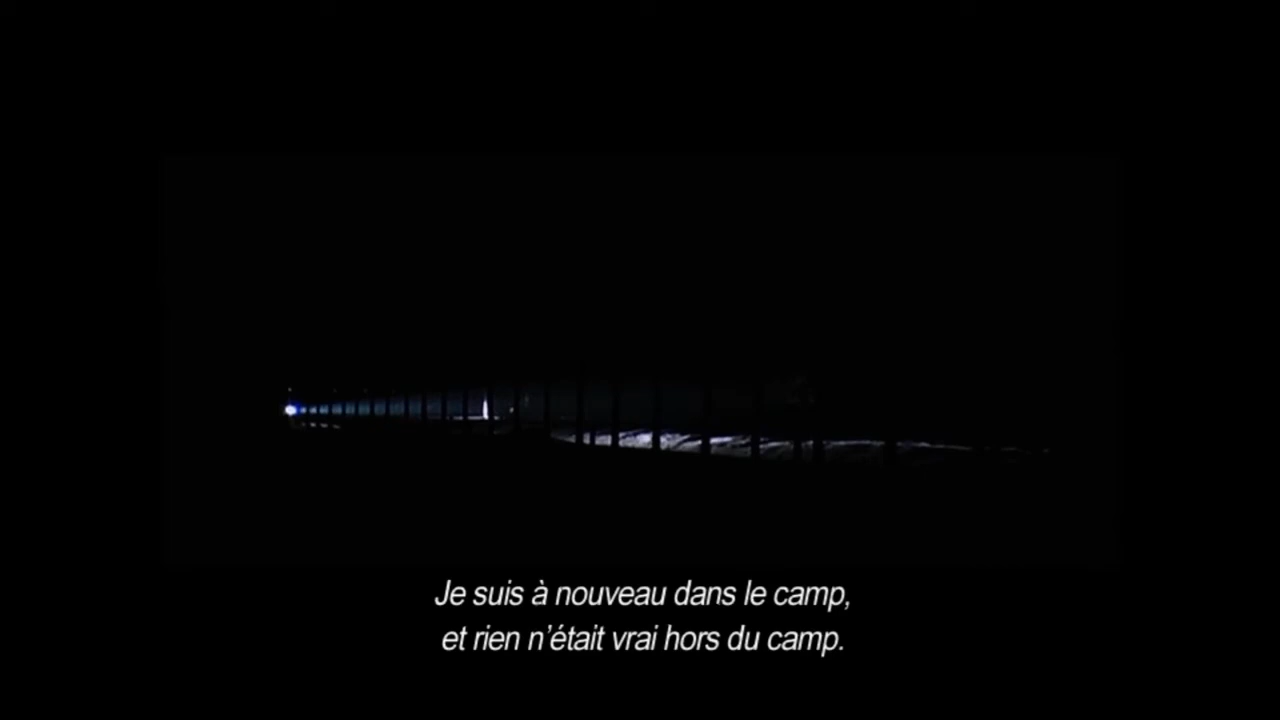 Je suis à nouveau dans le camp,
et rien n’était vrai hors du camp.